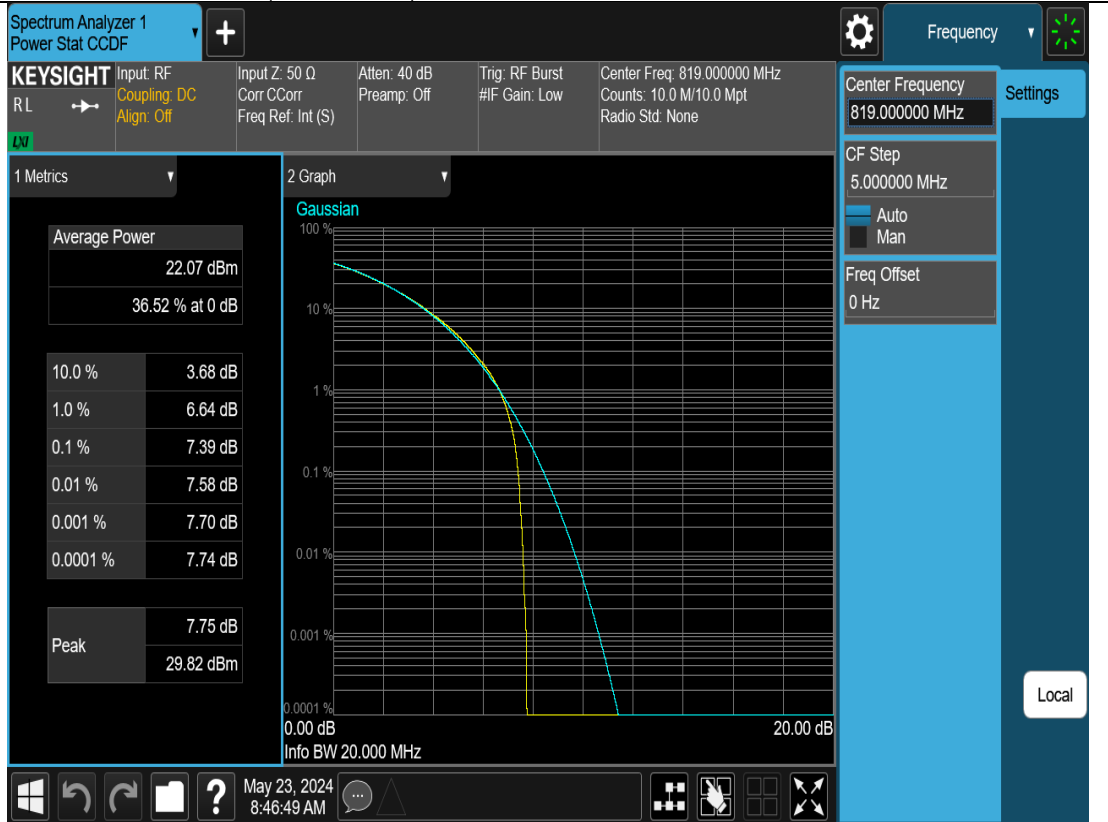 Spectrum Analyzer 1
Power Stat CCDF
+
Frequency
KEYSIGHT
R L
LXI
Input: RF
Coupling: DC
Align: Off
Input Z: 50 Ω
Corr CCorr
Freq Ref: Int (S)
Atten: 40 dB
Preamp: Off
Trig: RF Burst
#IF Gain: Low
Center Freq: 819.000000 MHz
Counts: 10.0 M/10.0 Mpt
Radio Std: None
1 Metrics
Average Power
22.07 dBm
36.52 % at 0 dB
10.0 % 3.68 dB
1.0 % 6.64 dB
0.1 % 7.39 dB
0.01 % 7.58 dB
0.001 % 7.70 dB
0.0001 % 7.74 dB
Peak
7.75 dB
29.82 dBm
2 Graph
Gaussian
100 %
10 %
1 %
0.1 %
0.01 %
0.001 %
0.0001 %
0.00 dB 20.00 dB
Info BW 20.000 MHz
Center Frequency
819.000000 MHz
CF Step
5.000000 MHz
Auto
Man
Freq Offset
0 Hz
Settings
Local
?
May 23, 2024
8:46:49 AM